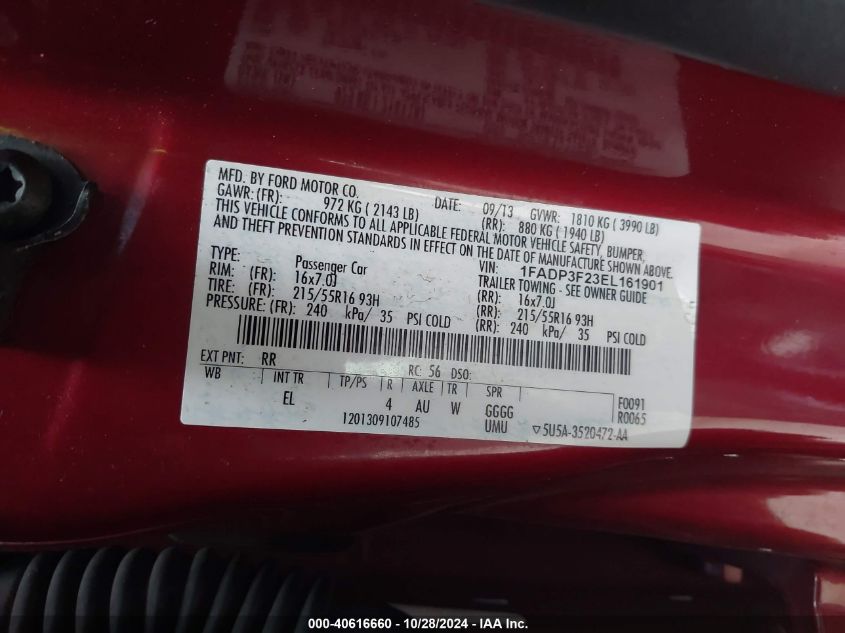 MFD. BY FORD MOTOR CO.
DATE: 09/13 GVWR: 1810 KG ( 3990 LB)
GAWR: (FR): 972 KG ( 2143 LB) (RR): 880 KG ( 1940 LB)
THIS VEHICLE CONFORMS TO ALL APPLICABLE FEDERAL MOTOR VEHICLE SAFETY, BUMPER,
AND THEFT PREVENTION STANDARDS IN EFFECT ON THE DATE OF MANUFACTURE SHOWN ABOVE.
VIN: 1FADP3F23EL161901
TYPE: Passenger Car TRAILER TOWING - SEE OWNER GUIDE
RIM: (FR): 16x7.0J (RR): 16x7.0J
TIRE: (FR): 215/55R16 93H (RR): 215/55R16 93H
PRESSURE: (FR): 240 kPa/ 35 PSI COLD (RR): 240 kPa/ 35 PSI COLD
EXT PNT: RR RC: 56 DSO:
WB INT TR TP/PS R AXLE TR SPR F0091
EL 4 AU W GGGG R0065
1201309107485 UMU ▽5U5A-3520472-AA
000-40616660 - 10/28/2024 - IAA Inc.